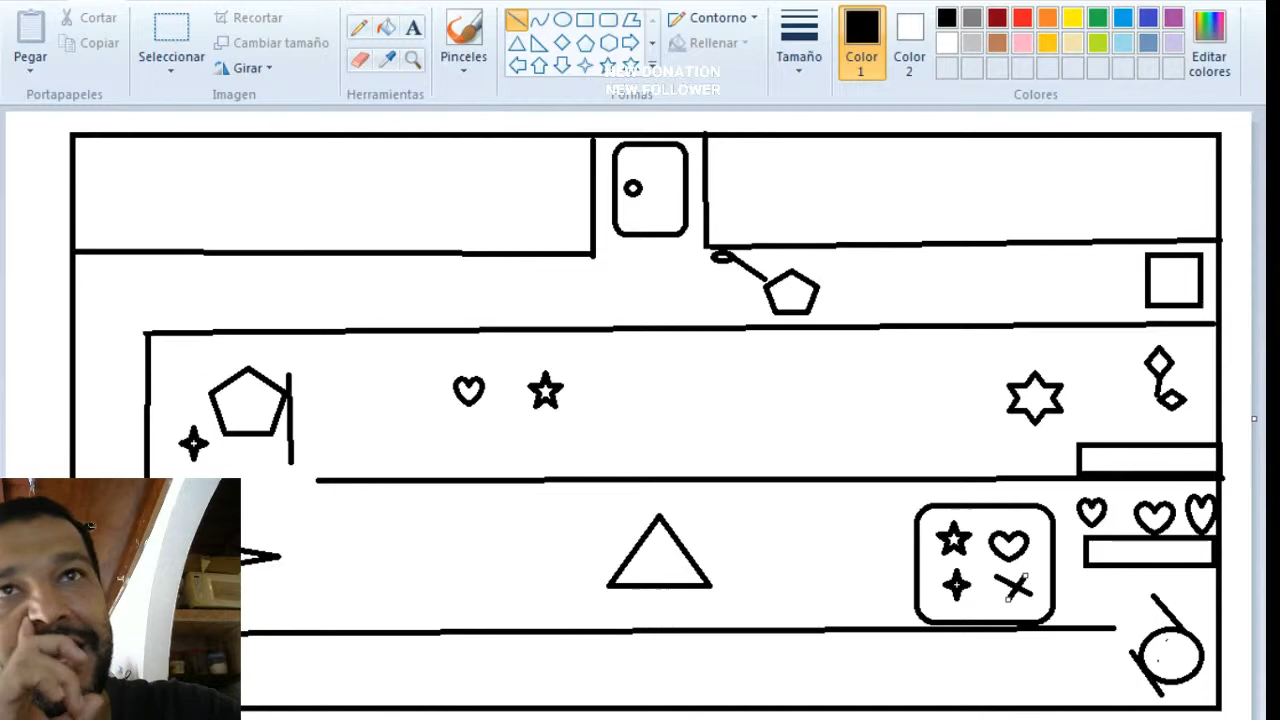 Pegar
Cortar
Copiar
Portapapeles
Seleccionar
Recortar
Cambiar tamaño
Girar
Imagen
A
Herramientas
Pinceles
Contorno
Rellenar
NEW DONATION
NEW FOLLOWER
Formas
Tamaño
Color
1
Color
2
Editar
colores
Colores